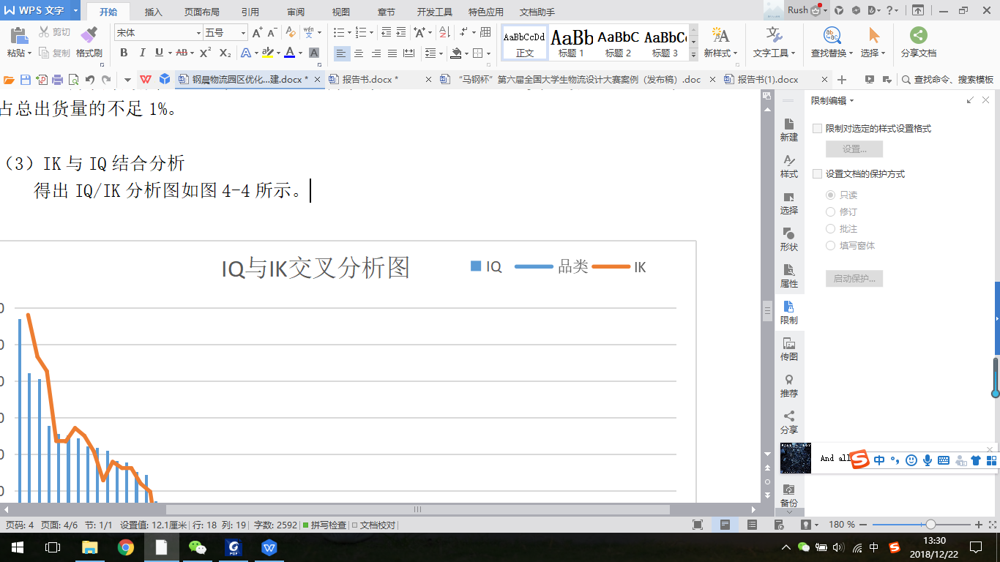 WPS 文字
开始 插入 页面布局 引用 审阅 视图 章节 开发工具 特色应用 文档助手
Rush
粘贴 剪切 复制 格式刷
宋体 五号
AaBbCcDd 正文
AaBb 标题 1
AaBbC 标题 2
AaBbC 标题 3
新样式 文字工具 查找替换 选择 分享文档
钢晨物流园区优化...建.docx * 报告书.docx * “马钢杯”第六届全国大学生物流设计大赛案例（发布稿）.doc 报告书(1).docx
查找命令、搜索模板
占总出货量的不足 1%。
（3）IK 与 IQ 结合分析
得出 IQ/IK 分析图如图 4-4 所示。
IQ与IK交叉分析图
IQ 品类 IK
新建
样式
选择
形状
属性
限制
传图
推荐
分享
备份
限制编辑
限制对选定的样式设置格式
设置...
设置文档的保护方式
只读
修订
批注
填写窗体
启动保护...
And all
中
页码: 4 页面: 4/6 节: 1/1 设置值: 12.1厘米 行: 18 列: 19 字数: 2592 拼写检查 文档校对
180 %
中
13:30
2018/12/22